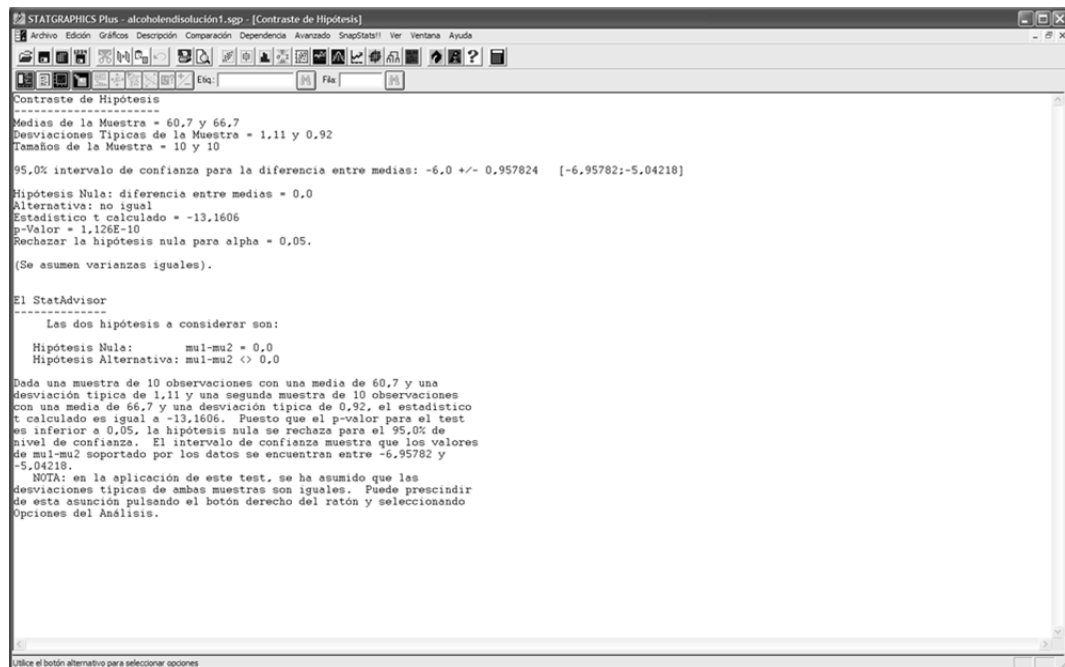 STATGRAPHICS Plus - alcoholendisolución1.sgp - [Contraste de Hipótesis]
Archivo Edición Gráficos Descripción Comparación Dependencia Avanzado SnapStats!! Ver Ventana Ayuda
Etiq.: Fila:
Contraste de Hipótesis
----------------------
Medias de la Muestra = 60,7 y 66,7
Desviaciones Típicas de la Muestra = 1,11 y 0,92
Tamaños de la Muestra = 10 y 10
95,0% intervalo de confianza para la diferencia entre medias: -6,0 +/- 0,957824 [-6,95782;-5,04218]
Hipótesis Nula: diferencia entre medias = 0,0
Alternativa: no igual
Estadístico t calculado = -13,1606
p-Valor = 1,126E-10
Rechazar la hipótesis nula para alpha = 0,05.
(Se asumen varianzas iguales).
El StatAdvisor
--------------
Las dos hipótesis a considerar son:
Hipótesis Nula: mu1-mu2 = 0,0
Hipótesis Alternativa: mu1-mu2 <> 0,0
Dada una muestra de 10 observaciones con una media de 60,7 y una
desviación típica de 1,11 y una segunda muestra de 10 observaciones
con una media de 66,7 y una desviación típica de 0,92, el estadístico
t calculado es igual a -13,1606. Puesto que el p-valor para el test
es inferior a 0,05, la hipótesis nula se rechaza para el 95,0% de
nivel de confianza. El intervalo de confianza muestra que los valores
de mu1-mu2 soportado por los datos se encuentran entre -6,95782 y
-5,04218.
NOTA: en la aplicación de este test, se ha asumido que las
desviaciones típicas de ambas muestras son iguales. Puede prescindir
de esta asunción pulsando el botón derecho del ratón y seleccionando
Opciones del Análisis.
Utilice el botón alternativo para seleccionar opciones